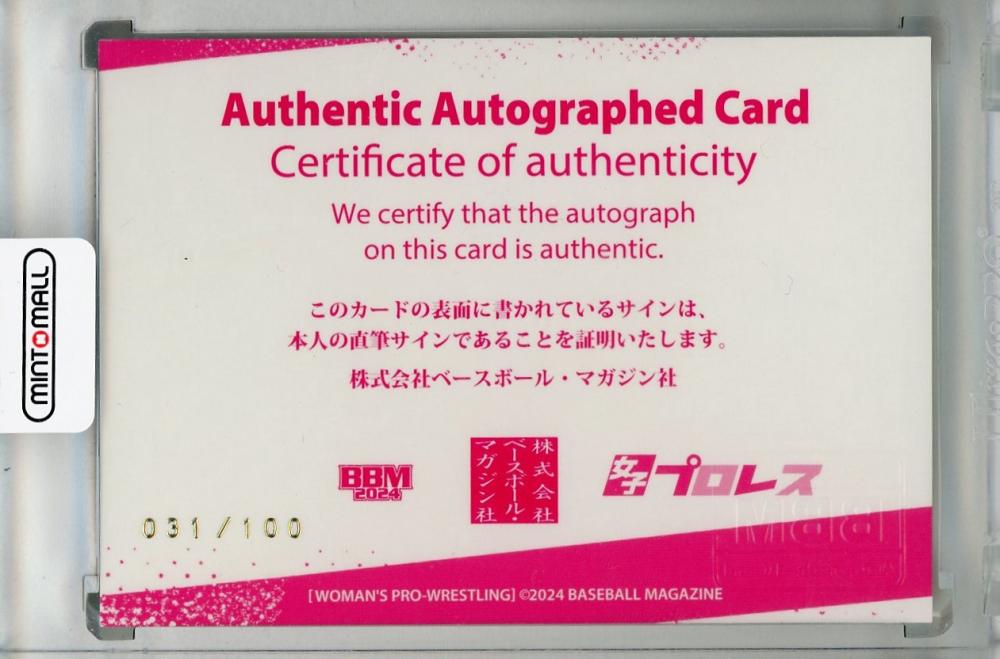 Authentic Autographed Card
Certificate of authenticity
We certify that the autograph
on this card is authentic.
このカードの表面に書かれているサインは、
本人の直筆サインであることを証明いたします。
株式会社ベースボール・マガジン社
MINTOMALL
BBM
2024
株式会社
ベースボール・
マガジン社
女子プロレス
031/100
[WOMAN'S PRO-WRESTLING] ©2024 BASEBALL MAGAZINE